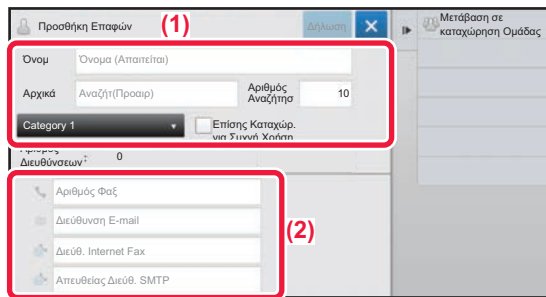 Προσθήκη Επαφών
(1)
Δήλωση
Μετάβαση σε
καταχώρηση Ομάδας
Όνομ
Όνομα (Απαιτείται)
Αρχικά
Αναζήτ(Προαιρ)
Αριθμός
Αναζήτησ
10
Category 1
Επίσης Καταχώρ.
για Συχνή Χρήση
Αριθμός
Διευθύνσεων:
0
Αριθμός Φαξ
Διεύθυνση E-mail
(2)
Διεύθ. Internet Fax
Απευθείας Διεύθ. SMTP